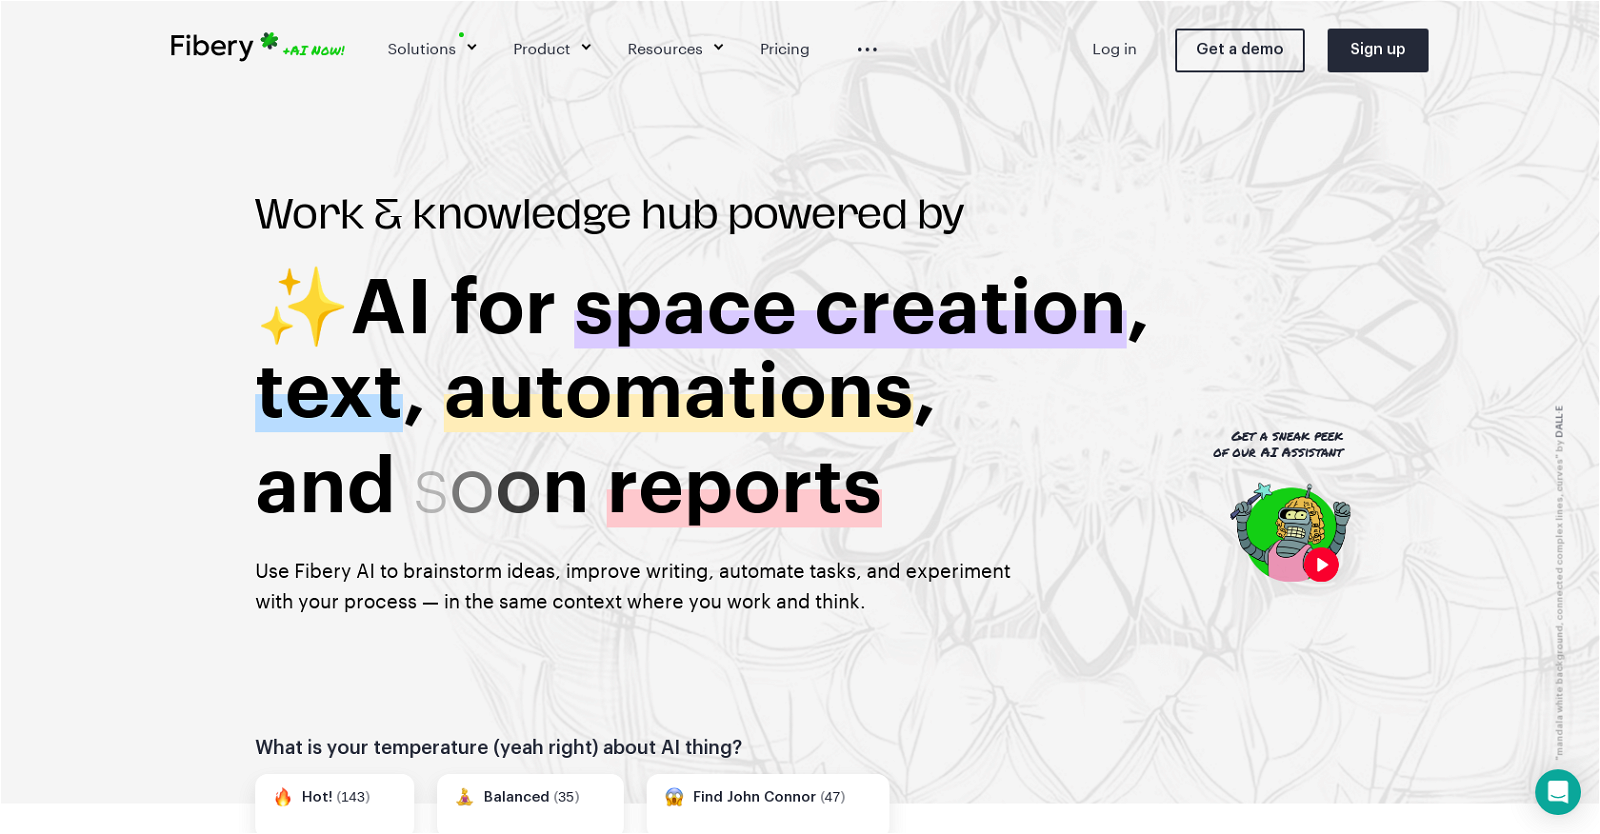 Fibery +AI NOW!
Solutions
Product
Resources
Pricing
Log in
Get a demo
Sign up
Work & knowledge hub powered by
✨AI for space creation,
text, automations,
and soon reports
Use Fibery AI to brainstorm ideas, improve writing, automate tasks, and experiment
with your process — in the same context where you work and think.
Get a sneak peek
of our AI Assistant
"mandala white background, connected complex lines, curves" by DALL·E
What is your temperature (yeah right) about AI thing?
🔥 Hot! (143)
🧘 Balanced (35)
😱 Find John Connor (47)